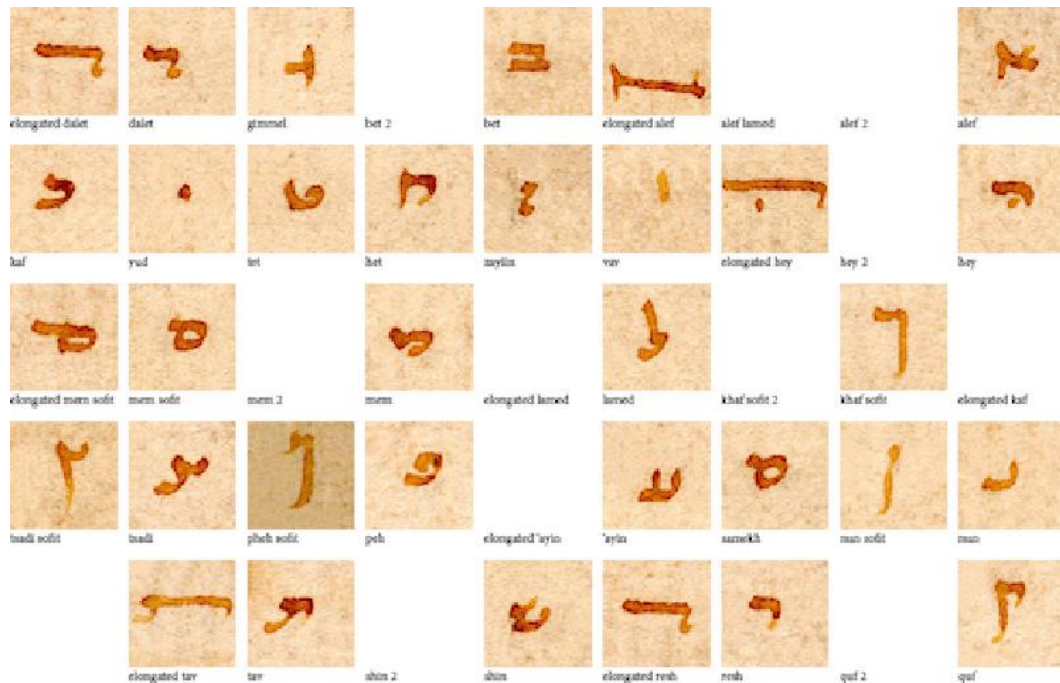 א א ב ג ד ד
elongated dalet dalet gimmel bet 2 bet elongated alef alef lamed alef 2 alef
ה ה ו ז ח ט י כ
kaf yud tet het zayiin vav elongated hey hey 2 hey
ך ל מ ם ם
elongated mem sofit mem sofit mem 2 mem elongated lamed lamed khaf sofit 2 khaf sofit elongated kaf
נ ן ס ע פ ף צ ץ
tsadi sofit tsadi pheh sofit peh elongated 'ayin 'ayin samekh nun sofit nun
ק ר ר ש ת ת
elongated tav tav shin 2 shin elongated resh resh quf 2 quf